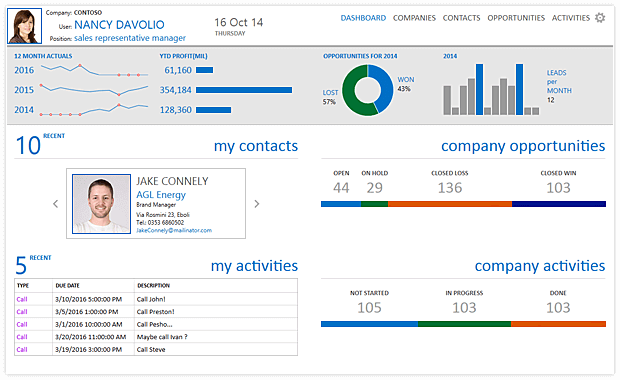 Company: CONTOSO
User: NANCY DAVOLIO
Position: sales representative manager
16 Oct 14
THURSDAY
DASHBOARD COMPANIES CONTACTS OPPORTUNITIES ACTIVITIES
12 MONTH ACTUALS YTD PROFIT(MIL)
2016 61,160
2015 354,184
2014 128,360
OPPORTUNITIES FOR 2014
LOST
57%
WON
43%
2014
LEADS
per
MONTH
12
10 RECENT my contacts
JAKE CONNELY
AGL Energy
Brand Manager
Via Rosmini 23, Eboli
Tel: 0353 6860502
JakeConnely@mailinator.com
company opportunities
OPEN ON HOLD CLOSED LOSS CLOSED WIN
44 29 136 103
5 RECENT my activities
TYPE DUE DATE DESCRIPTION
Call 3/10/2016 5:00:00 PM Call John!
Call 3/5/2016 1:00:00 PM Call Preston!
Call 3/1/2016 10:00:00 AM Call Pesho...
Call 3/20/2016 11:00:00 AM Maybe call Ivan ?
Call 3/19/2016 3:00:00 PM Call Steve
company activities
NOT STARTED IN PROGRESS DONE
105 103 103